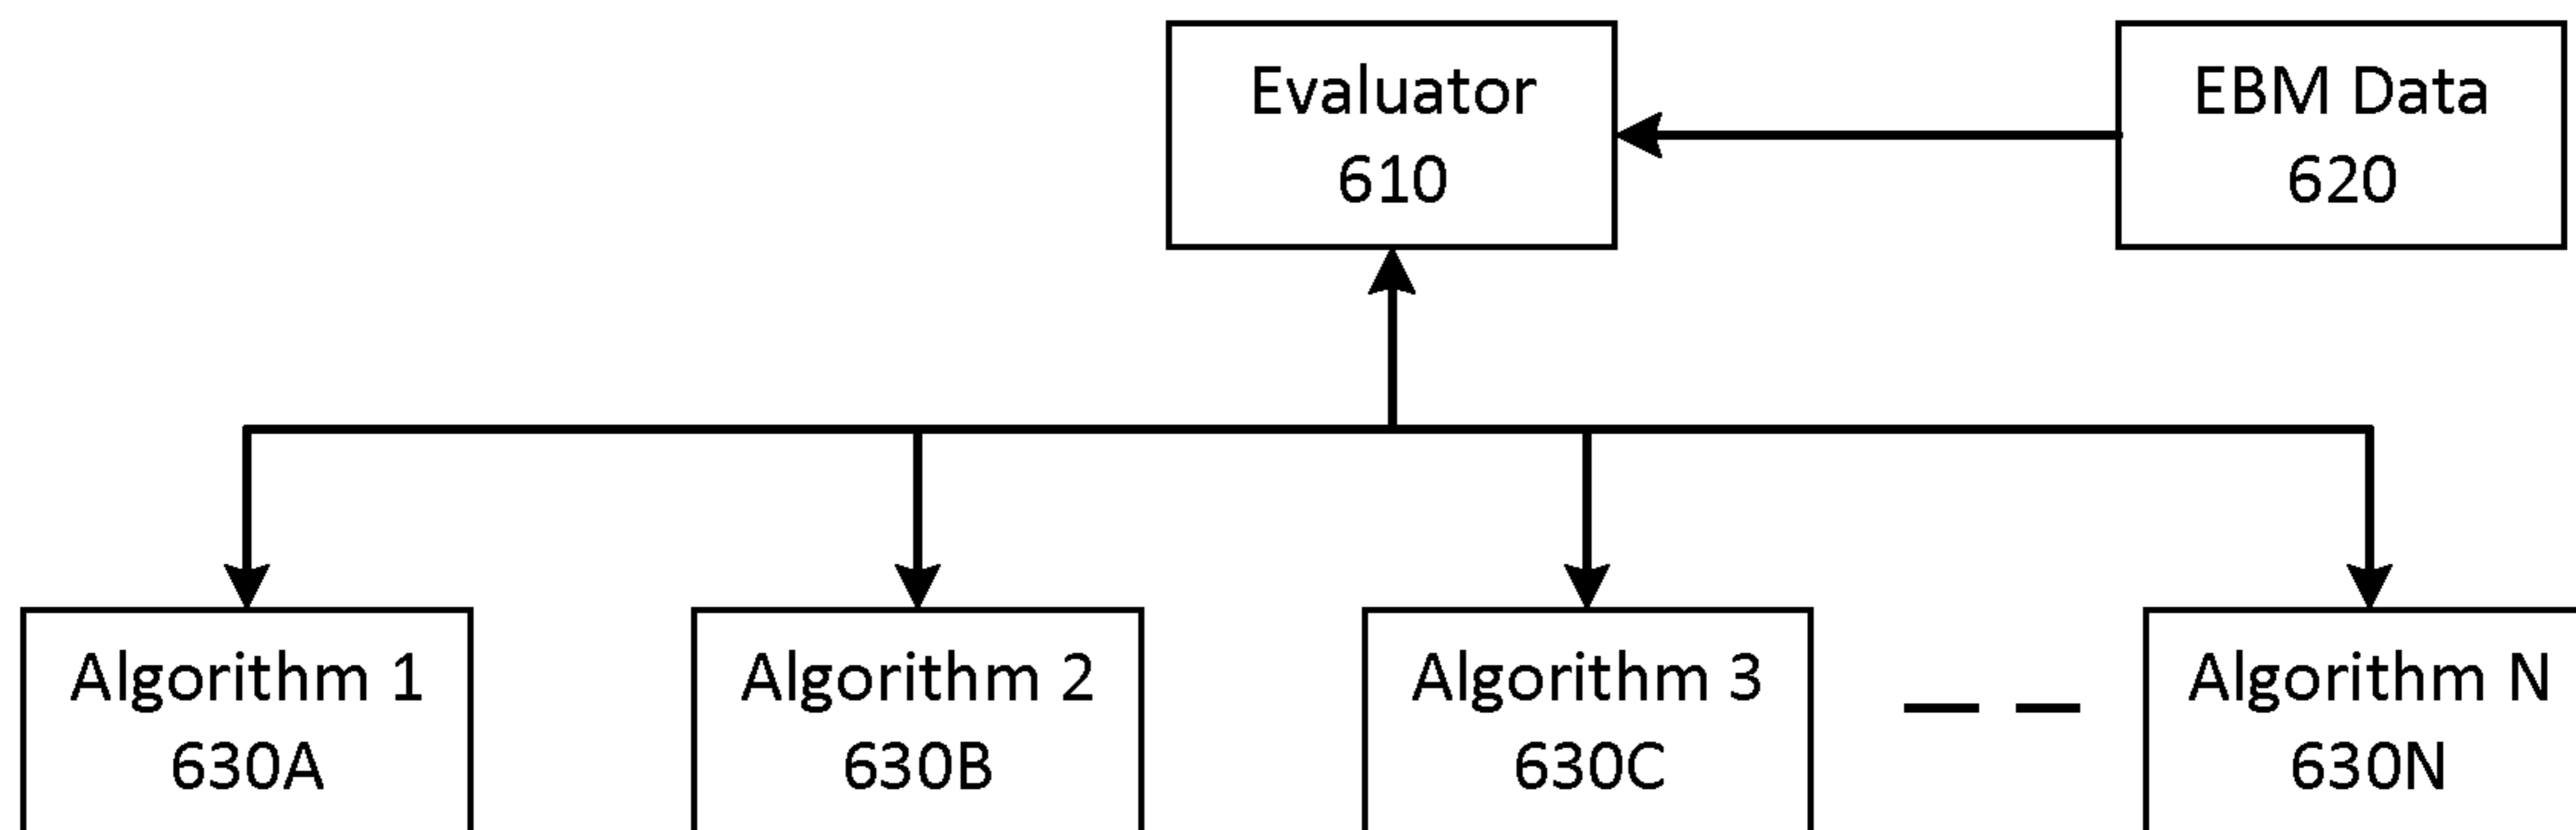 Evaluator
610
EBM Data
620
Algorithm 1
630A
Algorithm 2
630B
Algorithm 3
630C
Algorithm N
630N